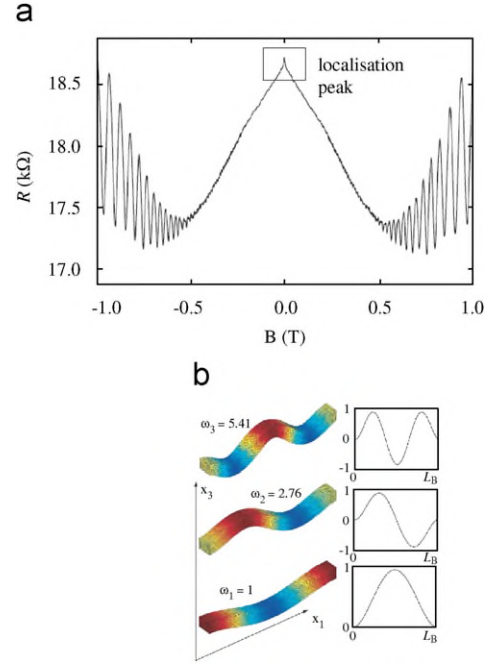 a
18.5
18.0
17.5
17.0
R (kΩ)
localisation
peak
-1.0
-0.5
0.0
0.5
1.0
B (T)
b
ω3 = 5.41
x3
ω2 = 2.76
ω1 = 1
x1
1
0
-1
0
LB
1
0
-1
0
LB
1
0
0
LB